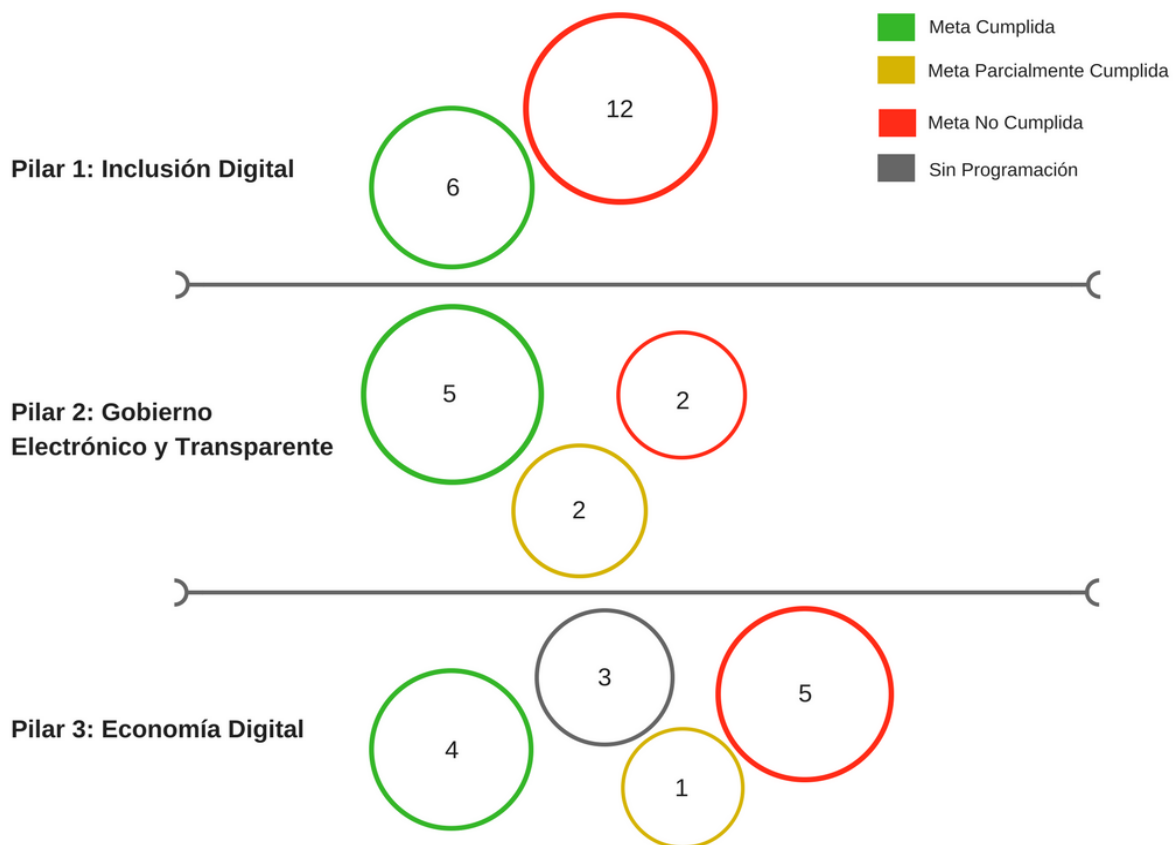 Meta Cumplida
Meta Parcialmente Cumplida
Meta No Cumplida
Sin Programación
Pilar 1: Inclusión Digital
6
12
Pilar 2: Gobierno
Electrónico y Transparente
5
2
2
Pilar 3: Economía Digital
4
3
1
5